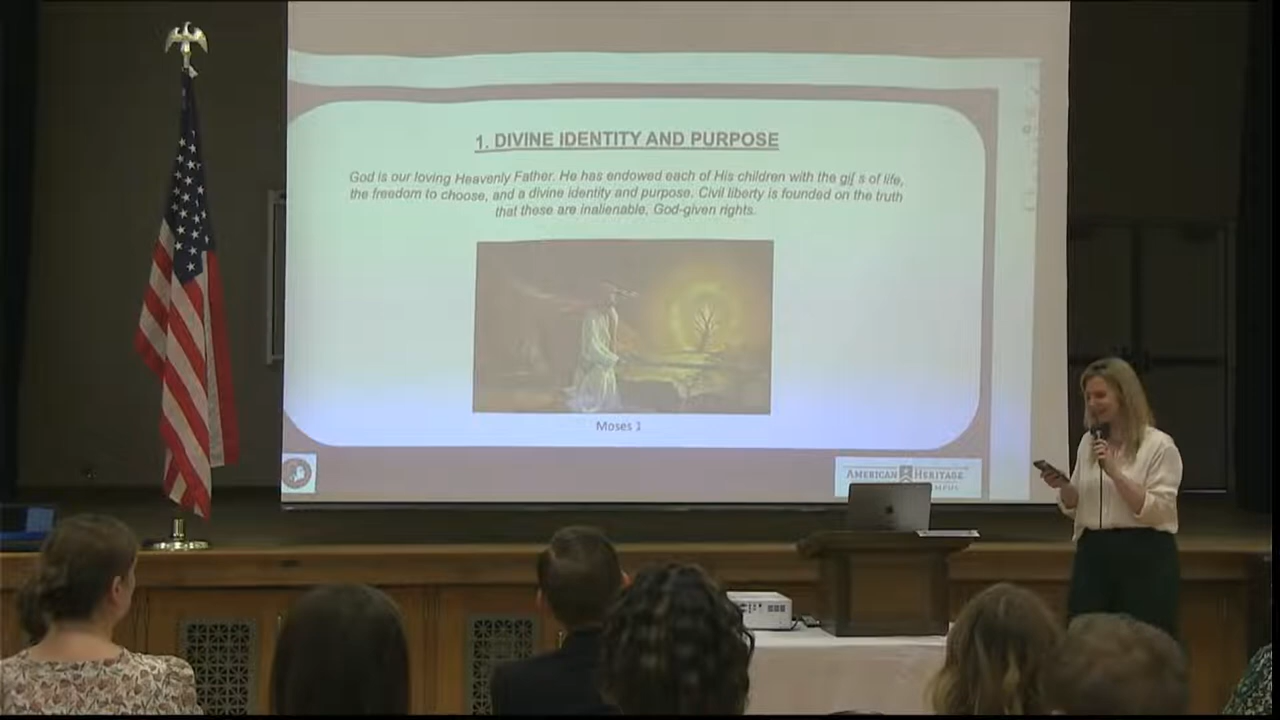 1. DIVINE IDENTITY AND PURPOSE
God is our loving Heavenly Father. He has endowed each of His children with the gif s of life,
the freedom to choose, and a divine identity and purpose. Civil liberty is founded on the truth
that these are inalienable, God-given rights.
Moses 1
AMERICAN HERITAGE